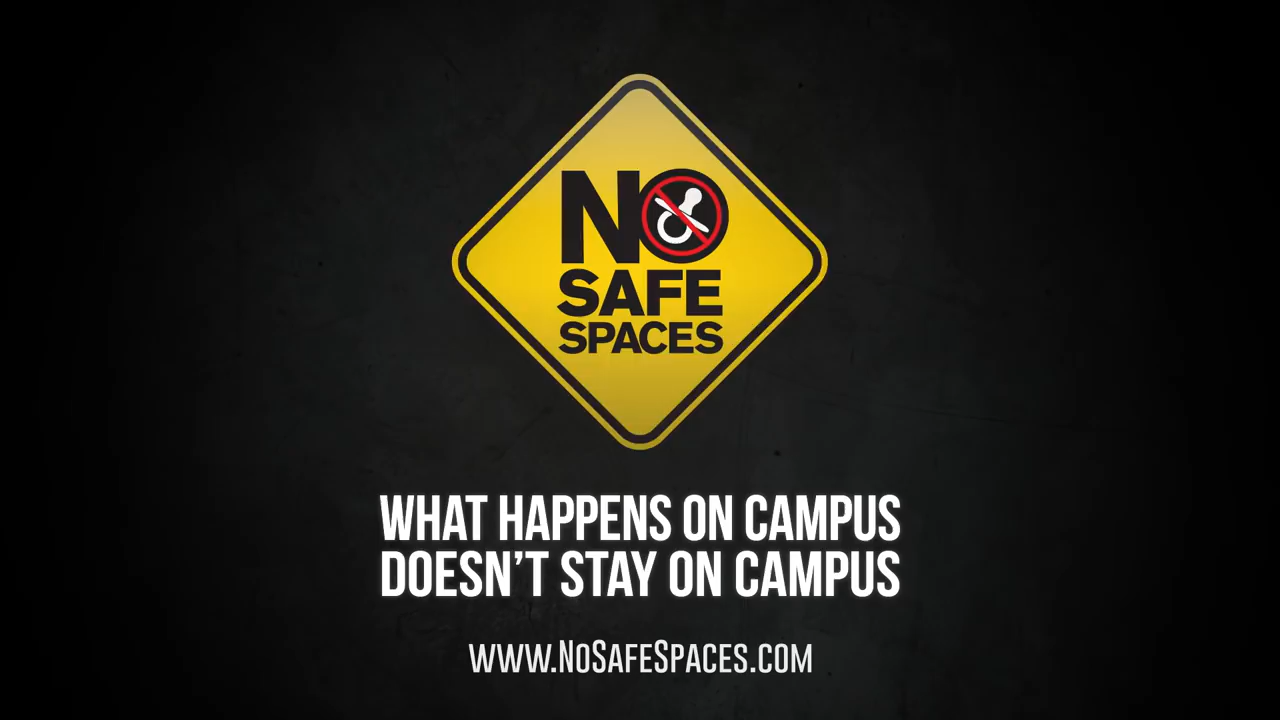 NO
SAFE
SPACES
WHAT HAPPENS ON CAMPUS
DOESN'T STAY ON CAMPUS
WWW.NOSAFESPACES.COM